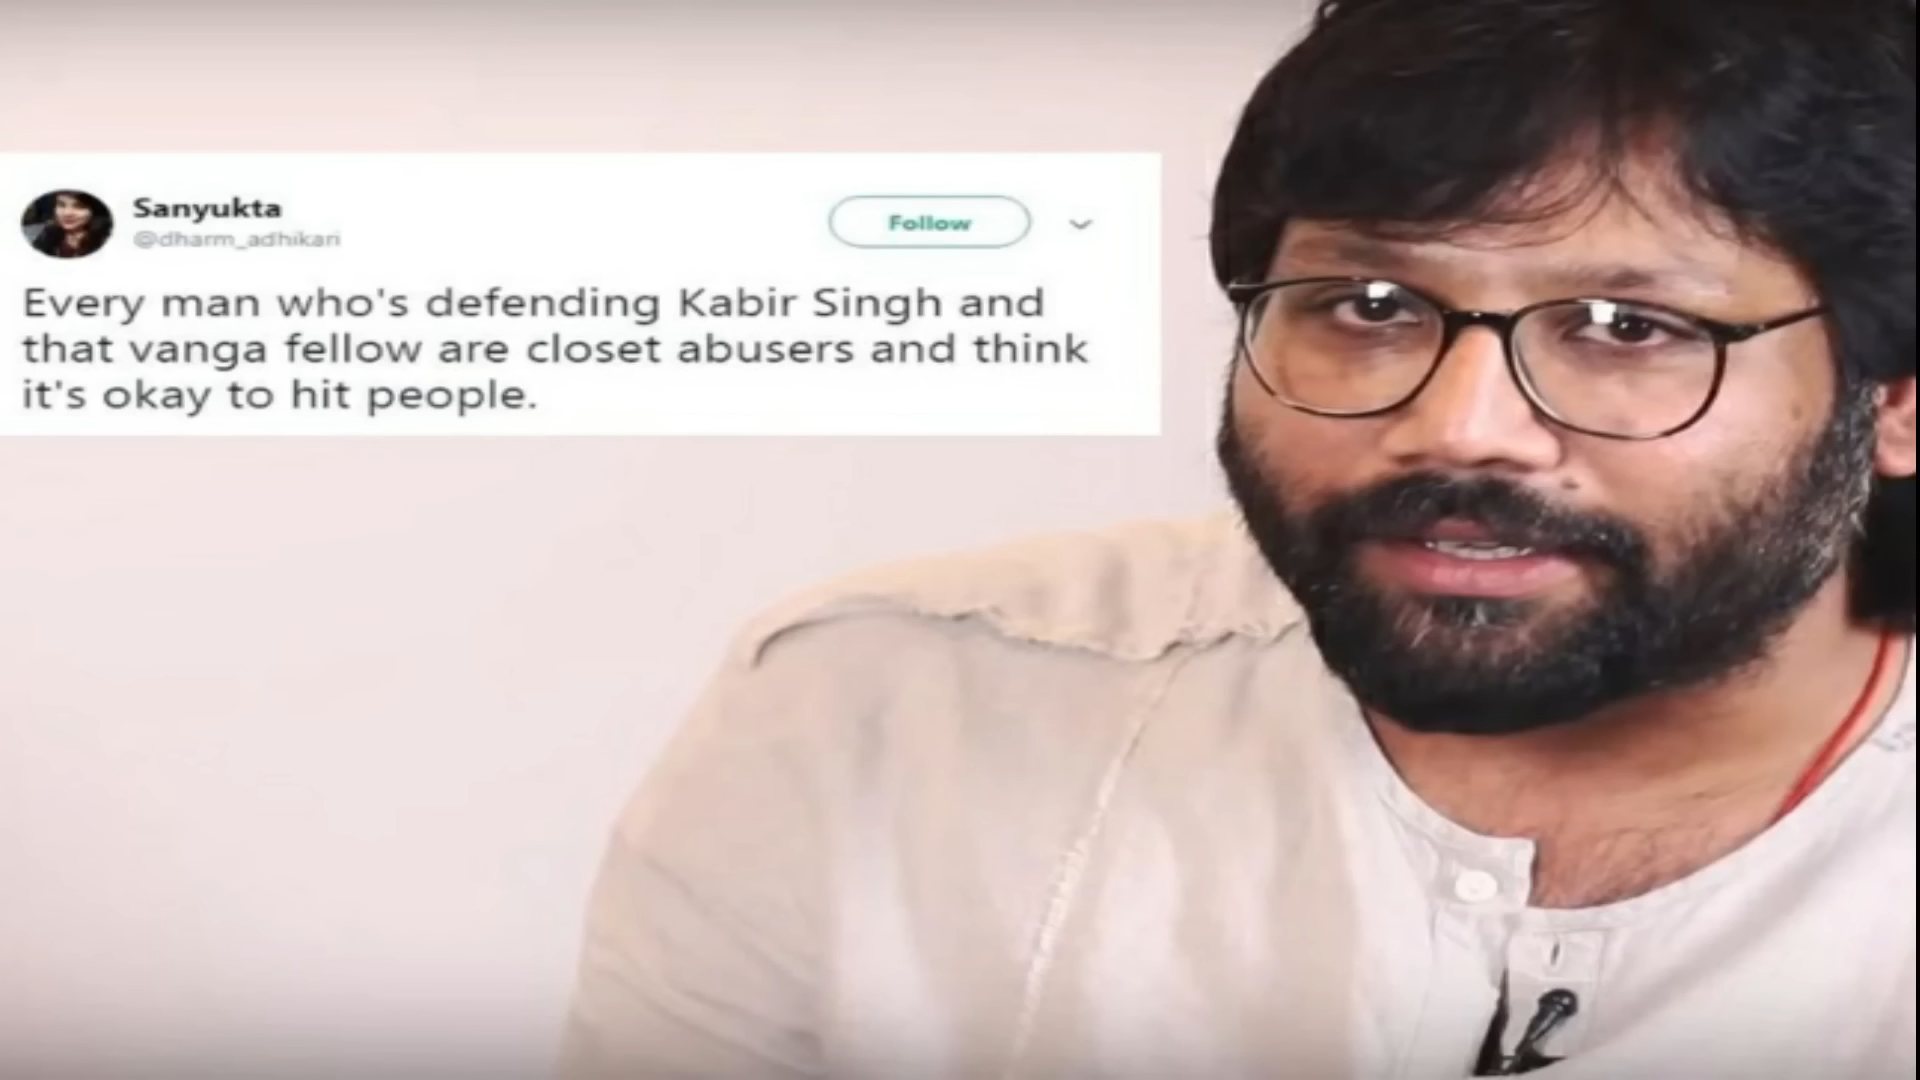 Sanyukta
@dharm_adhikari
Follow
Every man who's defending Kabir Singh and
that vanga fellow are closet abusers and think
it's okay to hit people.